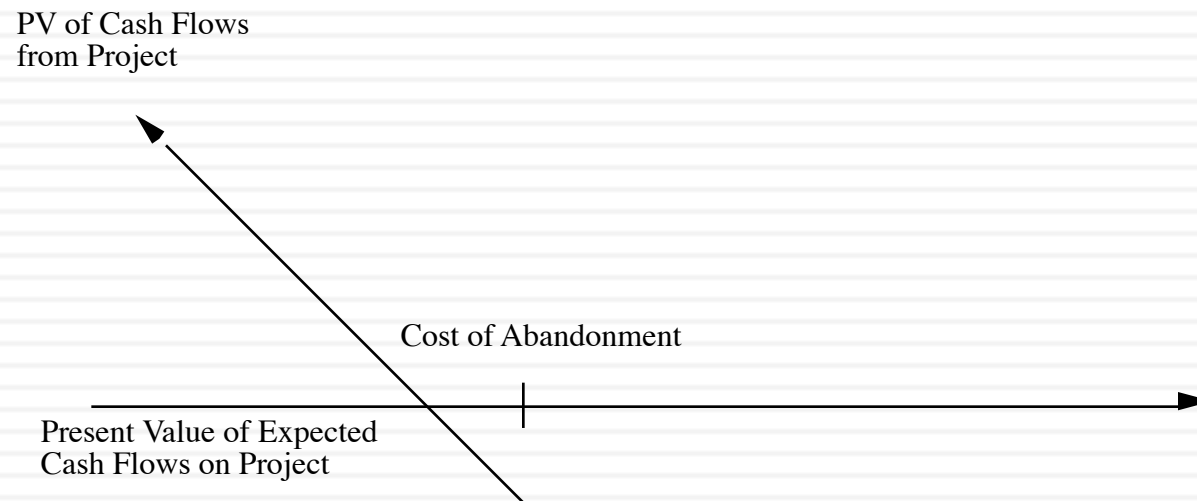 PV of Cash Flows
from Project
Cost of Abandonment
Present Value of Expected
Cash Flows on Project